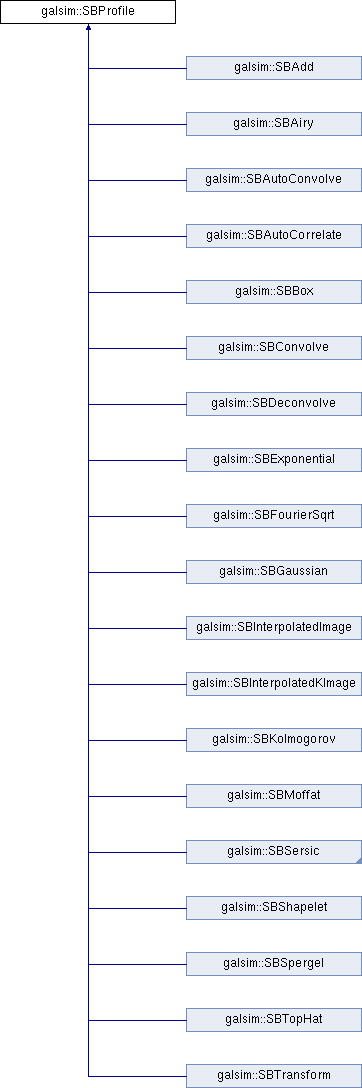 galsim::SBProfile
galsim::SBAdd
galsim::SBAiry
galsim::SBAutoConvolve
galsim::SBAutoCorrelate
galsim::SBBox
galsim::SBConvolve
galsim::SBDeconvolve
galsim::SBExponential
galsim::SBFourierSqrt
galsim::SBGaussian
galsim::SBInterpolatedImage
galsim::SBInterpolatedKImage
galsim::SBKolmogorov
galsim::SBMoffat
galsim::SBSersic
galsim::SBShapelet
galsim::SBSpergel
galsim::SBTopHat
galsim::SBTransform